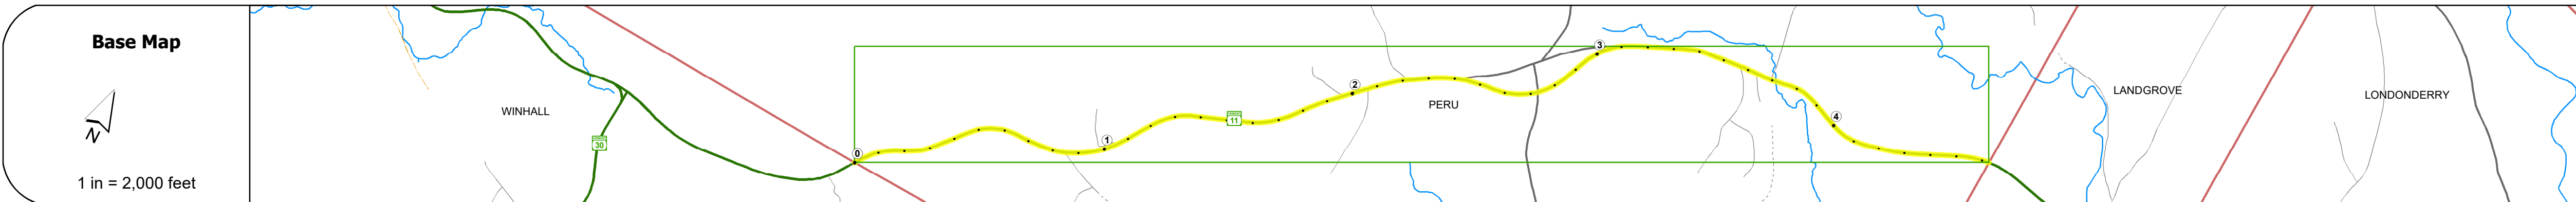 Base Map
N
1 in = 2,000 feet
WINHALL
30
0
1
11
2
PERU
3
4
LANDGROVE
LONDONDERRY